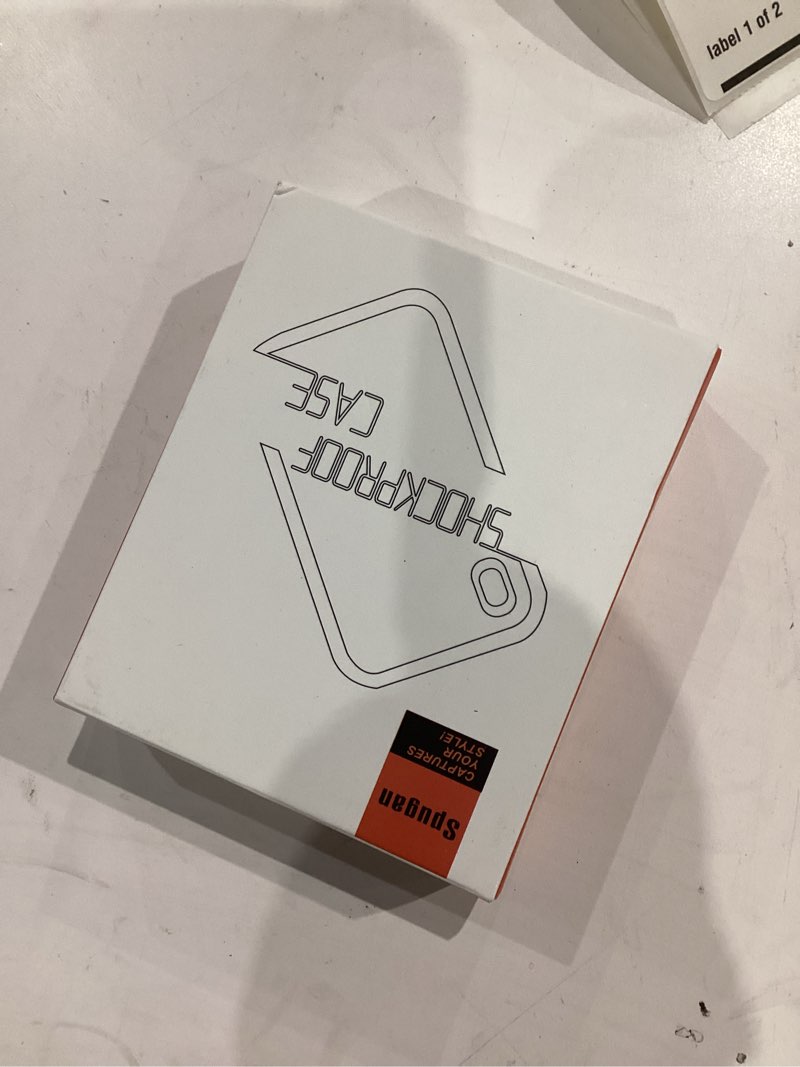 label 1 of 2
Spugan
CAPTURES
YOUR
STYLE!
SHOCKPROOF
CASE